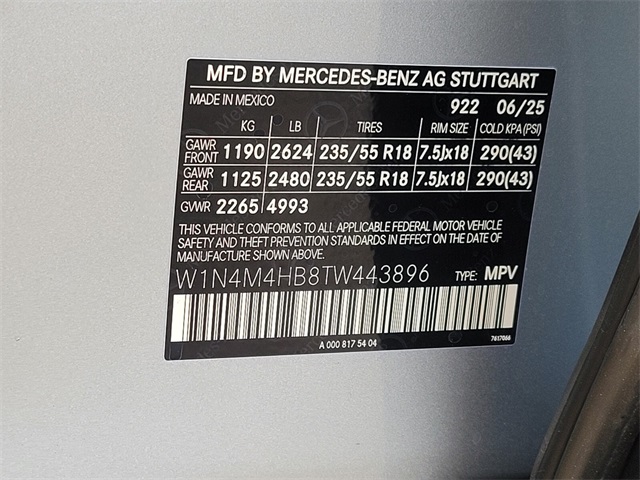 MFD BY MERCEDES-BENZ AG STUTTGART
MADE IN MEXICO 922 06/25
KG LB TIRES RIM SIZE COLD KPA(PSI)
GAWR FRONT 1190 2624 235/55 R18 7.5Jx18 290(43)
GAWR REAR 1125 2480 235/55 R18 7.5Jx18 290(43)
GVWR 2265 4993
THIS VEHICLE CONFORMS TO ALL APPLICABLE FEDERAL MOTOR VEHICLE
SAFETY AND THEFT PREVENTION STANDARDS IN EFFECT ON THE DATE OF
MANUFACTURE SHOWN ABOVE.
W1N4M4HB8TW443896 TYPE: MPV
A 000 817 54 04 7617066